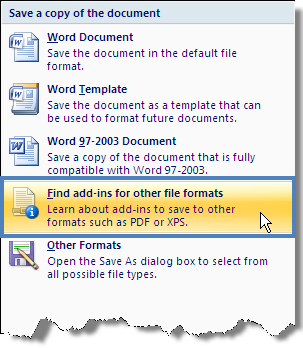 Save a copy of the document
Word Document
Save the document in the default file
format.
Word Template
Save the document as a template that can
be used to format future documents.
Word 97-2003 Document
Save a copy of the document that is fully
compatible with Word 97-2003.
Find add-ins for other file formats
Learn about add-ins to save to other
formats such as PDF or XPS.
Other Formats
Open the Save As dialog box to select from
all possible file types.